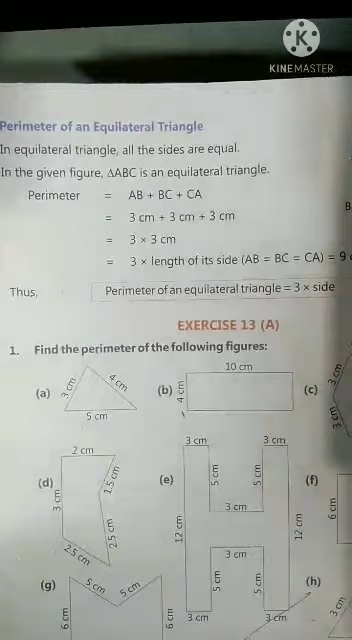 K
KINEMASTER
Perimeter of an Equilateral Triangle
In equilateral triangle, all the sides are equal.
In the given figure, ΔABC is an equilateral triangle.
Perimeter = AB + BC + CA
B
= 3 cm + 3 cm + 3 cm
= 3 × 3 cm
= 3 × length of its side (AB = BC = CA) = 9
Thus, Perimeter of an equilateral triangle = 3 × side
EXERCISE 13 (A)
1. Find the perimeter of the following figures:
(a) 3 cm 4 cm 5 cm
(b) 10 cm 4 cm
(c) 3 cm 3 cm
(d) 2 cm 3 cm 1.5 cm 2.5 cm 2.5 cm
(e) 3 cm 3 cm 5 cm 5 cm 3 cm 12 cm 12 cm 3 cm 5 cm 5 cm 3 cm 3 cm
(f) 6 cm
(g) 5 cm 5 cm 6 cm 6 cm
(h) 3 cm